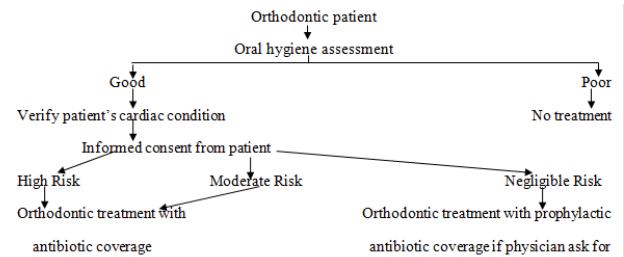 Orthodontic patient
Oral hygiene assessment
Good Poor
Verify patient's cardiac condition No treatment
Informed consent from patient
High Risk Moderate Risk Negligible Risk
Orthodontic treatment with Orthodontic treatment with prophylactic
antibiotic coverage antibiotic coverage if physician ask for